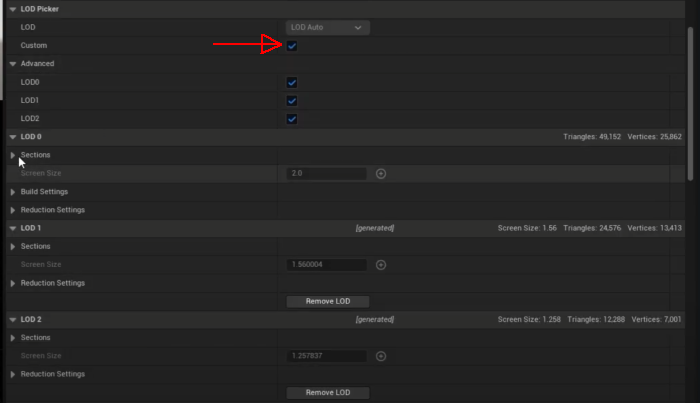 LOD Picker
LOD LOD Auto
Custom
Advanced
LOD0
LOD1
LOD2
LOD 0 Triangles: 49,152 Vertices: 25,862
Sections
Screen Size 2.0
Build Settings
Reduction Settings
LOD 1 [generated] Screen Size: 1.56 Triangles: 24,576 Vertices: 13,413
Sections
Screen Size 1.560004
Reduction Settings
Remove LOD
LOD 2 [generated] Screen Size: 1.258 Triangles: 12,288 Vertices: 7,001
Sections
Screen Size 1.257837
Reduction Settings
Remove LOD